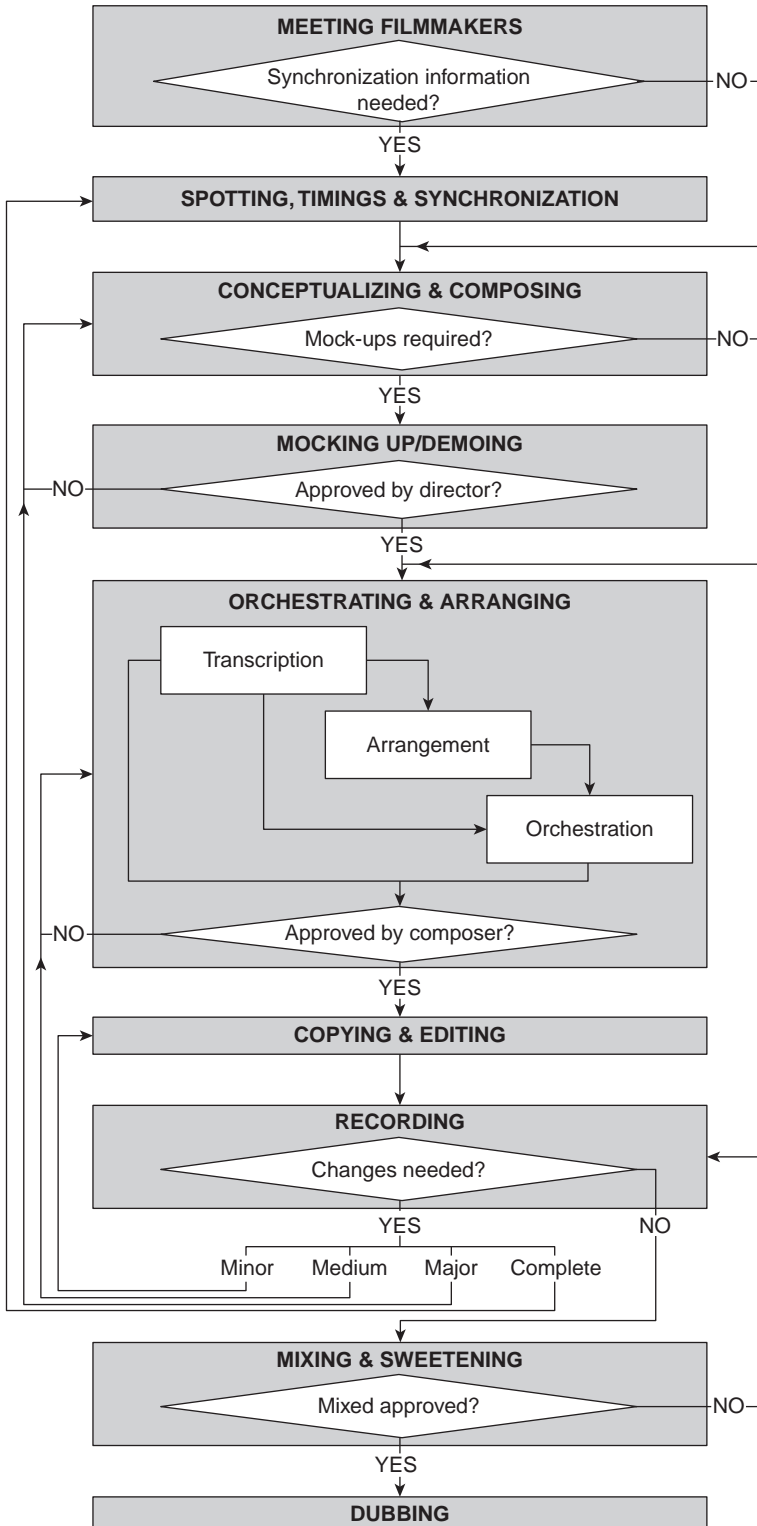 MEETING FILMMAKERS
Synchronization information
needed?
NO
YES
SPOTTING, TIMINGS & SYNCHRONIZATION
CONCEPTUALIZING & COMPOSING
Mock-ups required?
NO
YES
MOCKING UP/DEMOING
NO
Approved by director?
YES
ORCHESTRATING & ARRANGING
Transcription
Arrangement
Orchestration
NO
Approved by composer?
YES
COPYING & EDITING
RECORDING
Changes needed?
YES
NO
Minor
Medium
Major
Complete
MIXING & SWEETENING
Mixed approved?
NO
YES
DUBBING